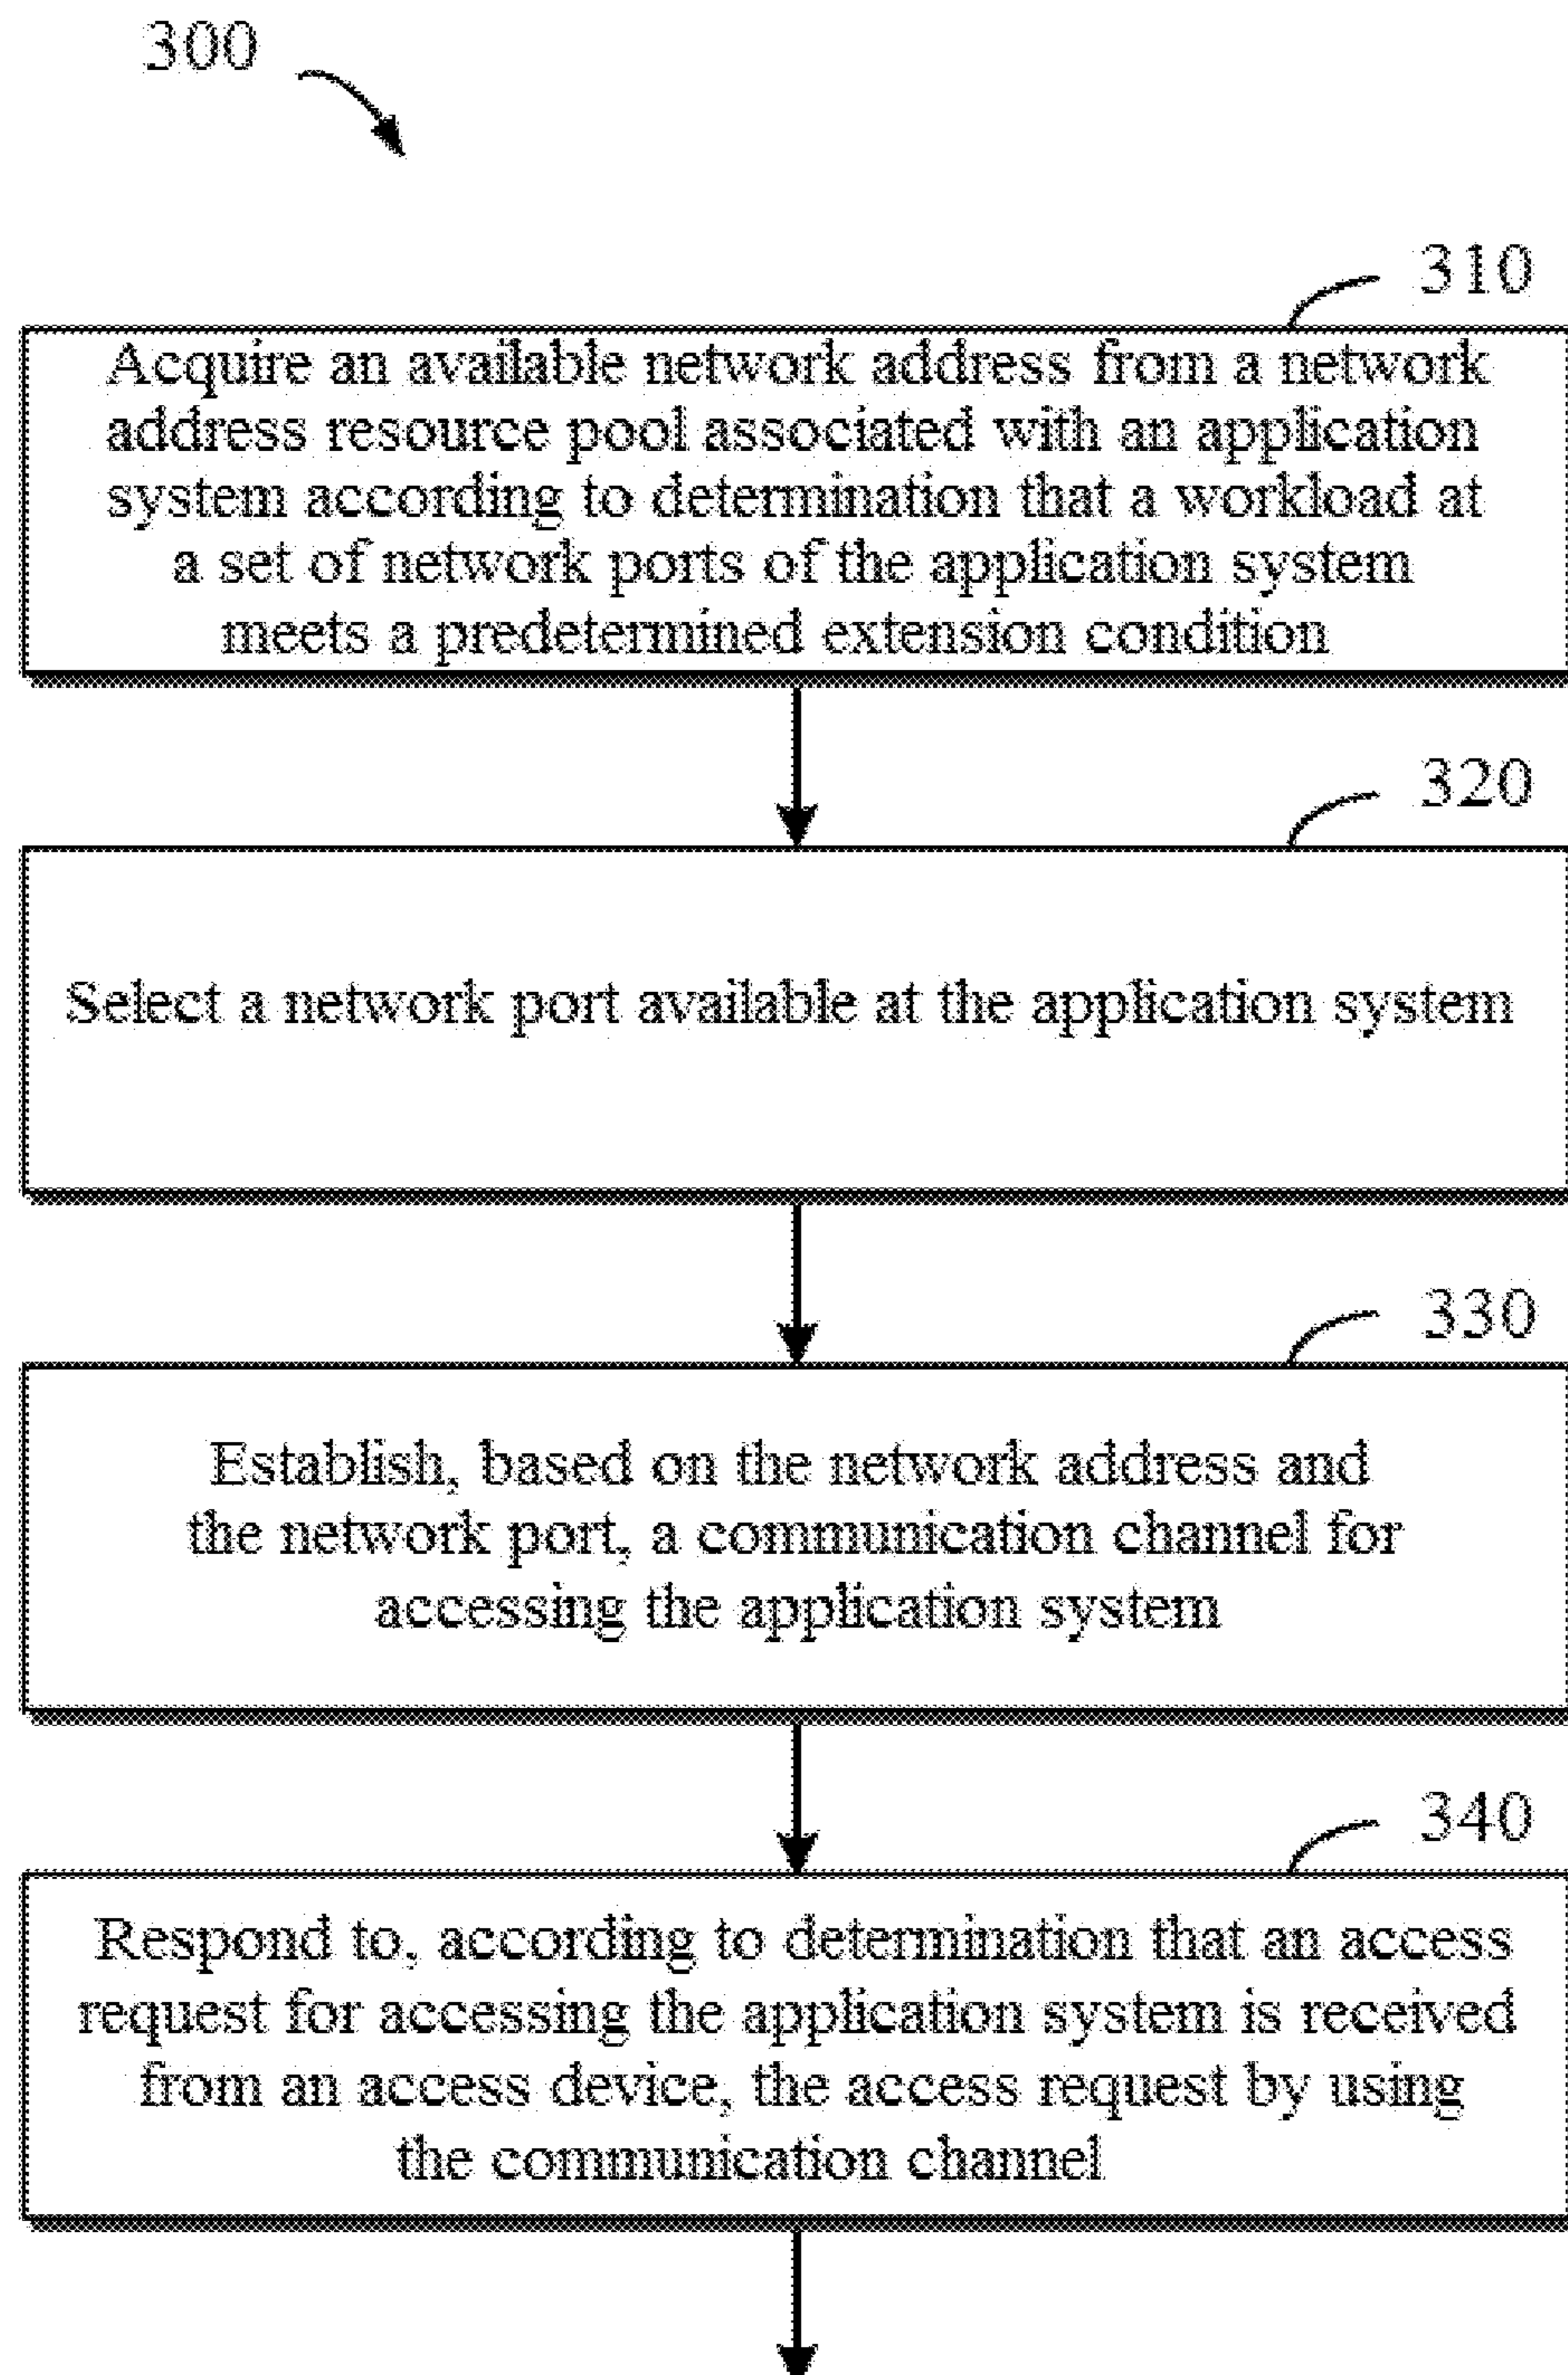 300
310
Acquire an available network address from a network
address resource pool associated with an application
system according to determination that a workload at
a set of network ports of the application system
meets a predetermined extension condition
320
Select a network port available at the application system
330
Establish, based on the network address and
the network port, a communication channel for
accessing the application system
340
Respond to, according to determination that an access
request for accessing the application system is received
from an access device, the access request by using
the communication channel